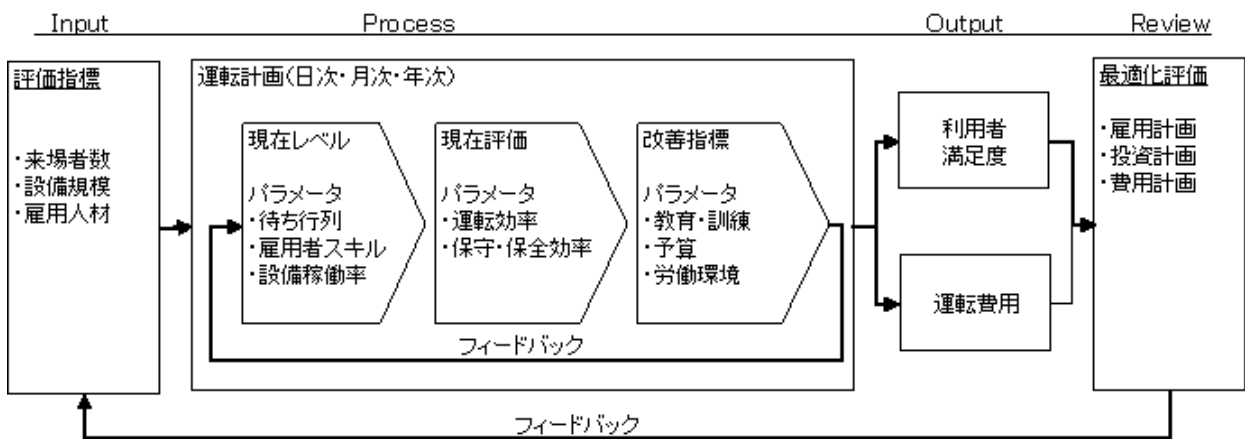 Input
Process
Output
Review
評価指標
・来場者数
・設備規模
・雇用人材
運転計画(日次・月次・年次)
現在レベル
パラメータ
・待ち行列
・雇用者スキル
・設備稼働率
現在評価
パラメータ
・運転効率
・保守・保全効率
改善指標
パラメータ
・教育・訓練
・予算
・労働環境
フィードバック
利用者
満足度
運転費用
最適化評価
・雇用計画
・投資計画
・費用計画
フィードバック